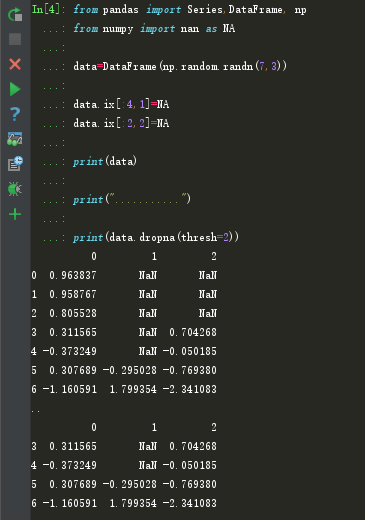 In[4]: from pandas import Series,DataFrame, np
...: from numpy import nan as NA
...:
...: data=DataFrame(np.random.randn(7,3))
...:
...: data.ix[:4,1]=NA
...: data.ix[:2,2]=NA
...:
...: print(data)
...:
...: print("...........")
...:
...: print(data.dropna(thresh=2))
0 1 2
0 0.963837 NaN NaN
1 0.958767 NaN NaN
2 0.805528 NaN NaN
3 0.311565 NaN 0.704268
4 -0.373249 NaN -0.050185
5 0.307689 -0.295028 -0.769380
6 -1.160591 1.799354 -2.341083
..
0 1 2
3 0.311565 NaN 0.704268
4 -0.373249 NaN -0.050185
5 0.307689 -0.295028 -0.769380
6 -1.160591 1.799354 -2.341083